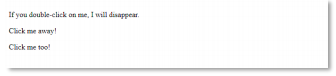 If you double-click on me, I will disappear.
Click me away!
Click me too!